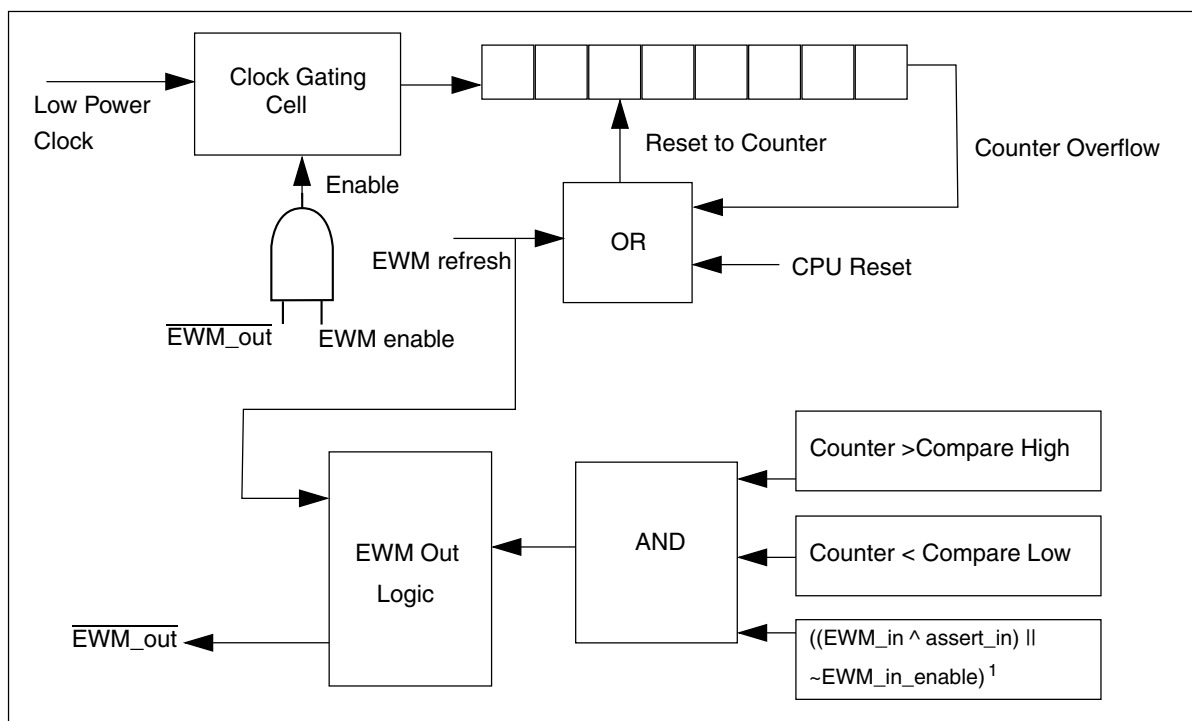 Clock Gating
Cell
Low Power
Clock
Reset to Counter
Counter Overflow
Enable
OR
EWM refresh
CPU Reset
EWM_out
EWM enable
Counter >Compare High
EWM Out
Logic
AND
Counter < Compare Low
EWM_out
((EWM_in ^ assert_in) ||
~EWM_in_enable) 1